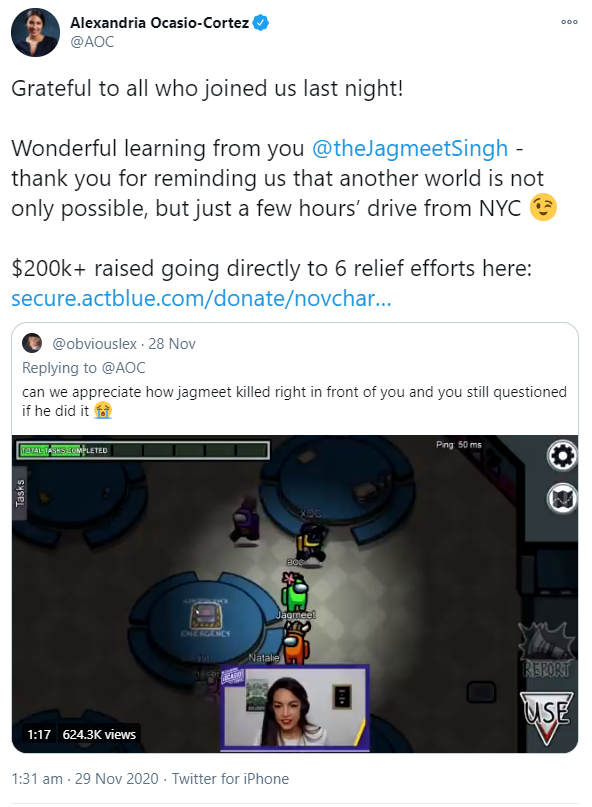 Alexandria Ocasio-Cortez
@AOC
Grateful to all who joined us last night!
Wonderful learning from you @theJagmeetSingh -
thank you for reminding us that another world is not
only possible, but just a few hours’ drive from NYC 😉
$200k+ raised going directly to 6 relief efforts here:
secure.actblue.com/donate/novchar...
@obviouslex · 28 Nov
Replying to @AOC
can we appreciate how jagmeet killed right in front of you and you still questioned
if he did it 😭
TOTAL TASKS COMPLETED
Ping: 50 ms
Tasks
XQC
aoc
Jagmeet
EMERGENCY
Natalie
REPORT
USE
1:17 624.3K views
1:31 am · 29 Nov 2020 · Twitter for iPhone